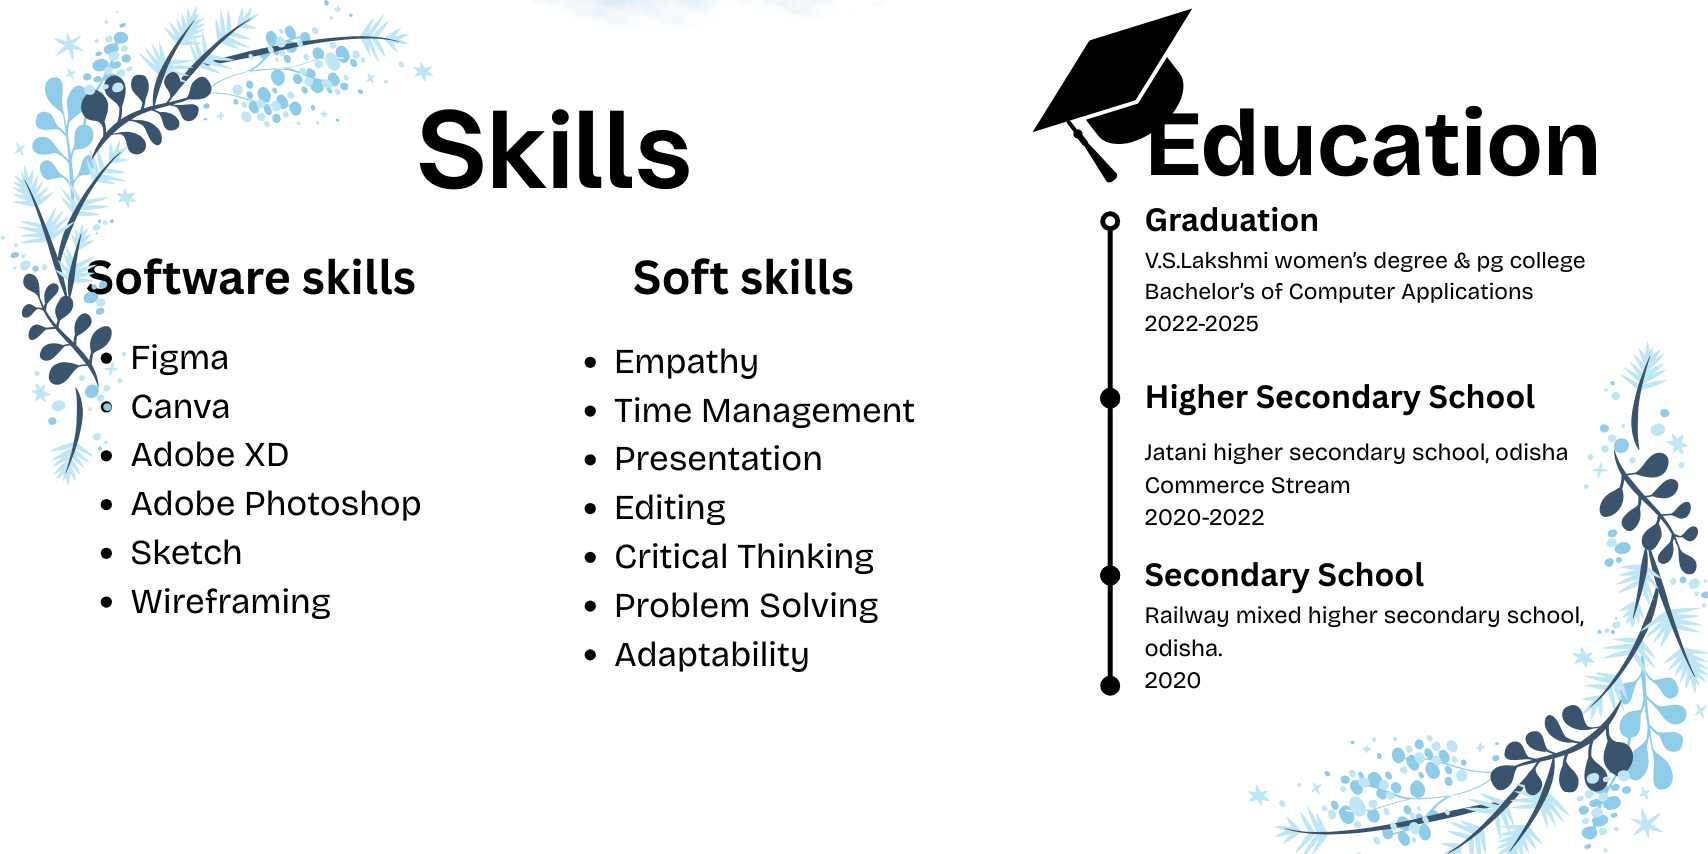 Skills
Software skills
Figma
Canva
Adobe XD
Adobe Photoshop
Sketch
Wireframing
Soft skills
Empathy
Time Management
Presentation
Editing
Critical Thinking
Problem Solving
Adaptability
Education
Graduation
V.S.Lakshmi women’s degree & pg college
Bachelor’s of Computer Applications
2022-2025
Higher Secondary School
Jatani higher secondary school, odisha
Commerce Stream
2020-2022
Secondary School
Railway mixed higher secondary school,
odisha.
2020